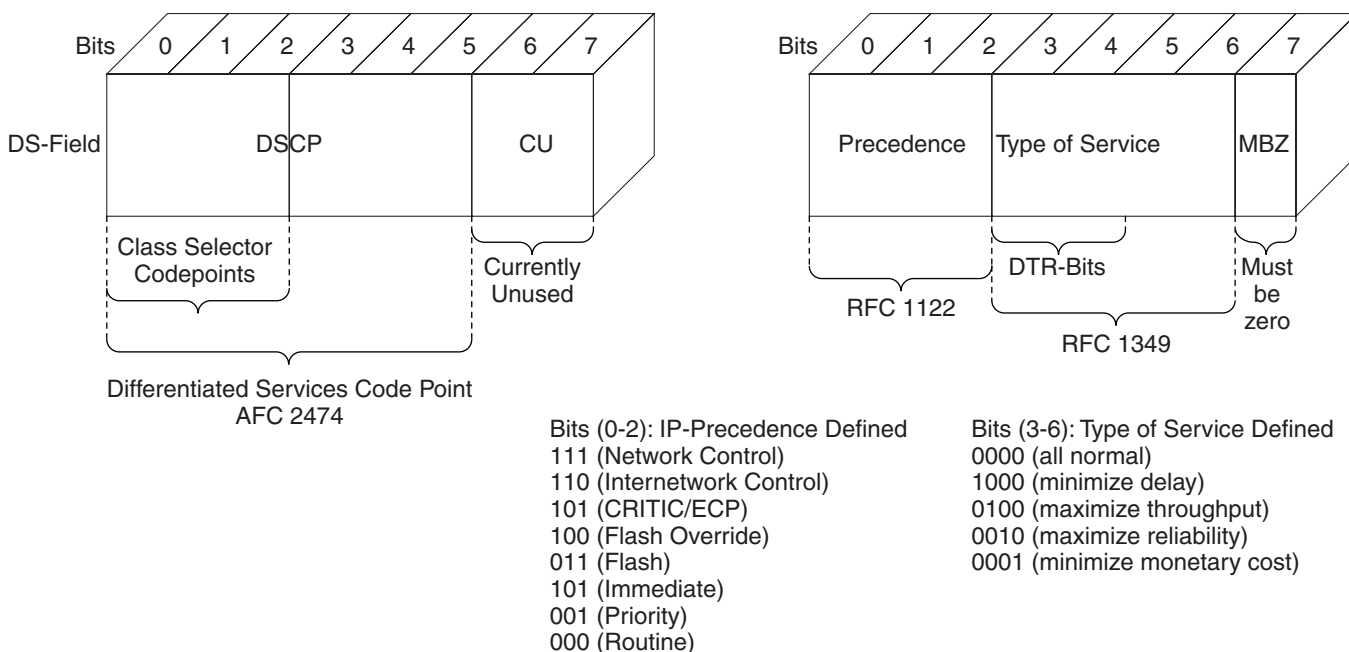 Bits 0 1 2 3 4 5 6 7
DS-Field
DSCP
CU
Class Selector
Codepoints
Currently
Unused
Differentiated Services Code Point
AFC 2474
Bits 0 1 2 3 4 5 6 7
Precedence
Type of Service
MBZ
DTR-Bits
Must
be
zero
RFC 1122
RFC 1349
Bits (0-2): IP-Precedence Defined
111 (Network Control)
110 (Internetwork Control)
101 (CRITIC/ECP)
100 (Flash Override)
011 (Flash)
101 (Immediate)
001 (Priority)
000 (Routine)
Bits (3-6): Type of Service Defined
0000 (all normal)
1000 (minimize delay)
0100 (maximize throughput)
0010 (maximize reliability)
0001 (minimize monetary cost)